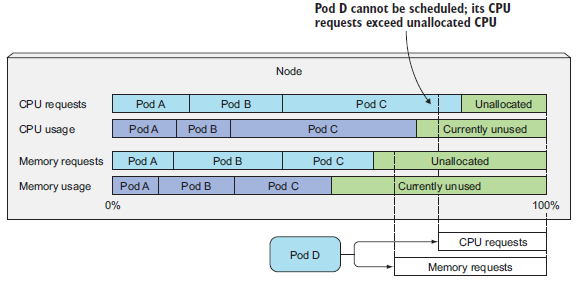 Pod D cannot be scheduled; its CPU
requests exceed unallocated CPU
Node
CPU requests Pod A Pod B Pod C Unallocated
CPU usage Pod A Pod B Pod C Currently unused
Memory requests Pod A Pod B Pod C Unallocated
Memory usage Pod A Pod B Pod C Currently unused
0% 100%
CPU requests
Pod D
Memory requests